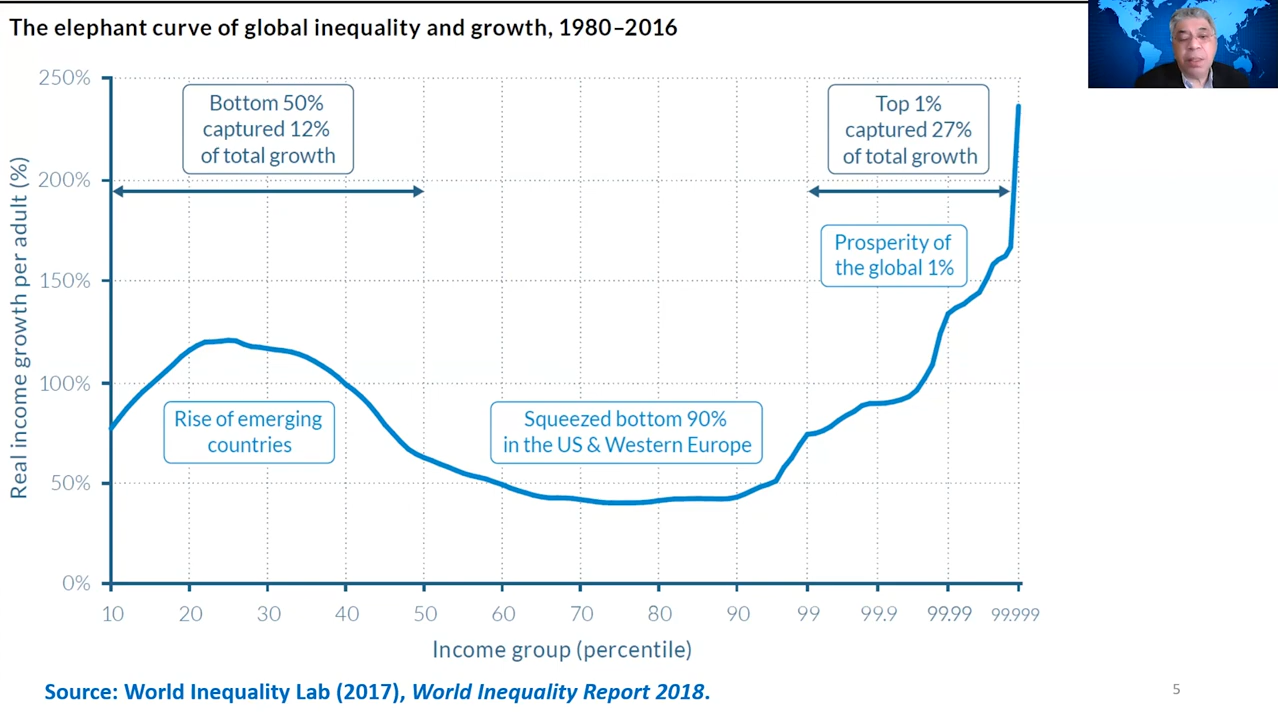 The elephant curve of global inequality and growth, 1980–2016
250%
200%
150%
100%
50%
0%
Real income growth per adult (%)
Bottom 50%
captured 12%
of total growth
Top 1%
captured 27%
of total growth
Prosperity of
the global 1%
Rise of emerging
countries
Squeezed bottom 90%
in the US & Western Europe
10 20 30 40 50 60 70 80 90 99 99.9 99.99 99.999
Income group (percentile)
Source: World Inequality Lab (2017), World Inequality Report 2018.
5